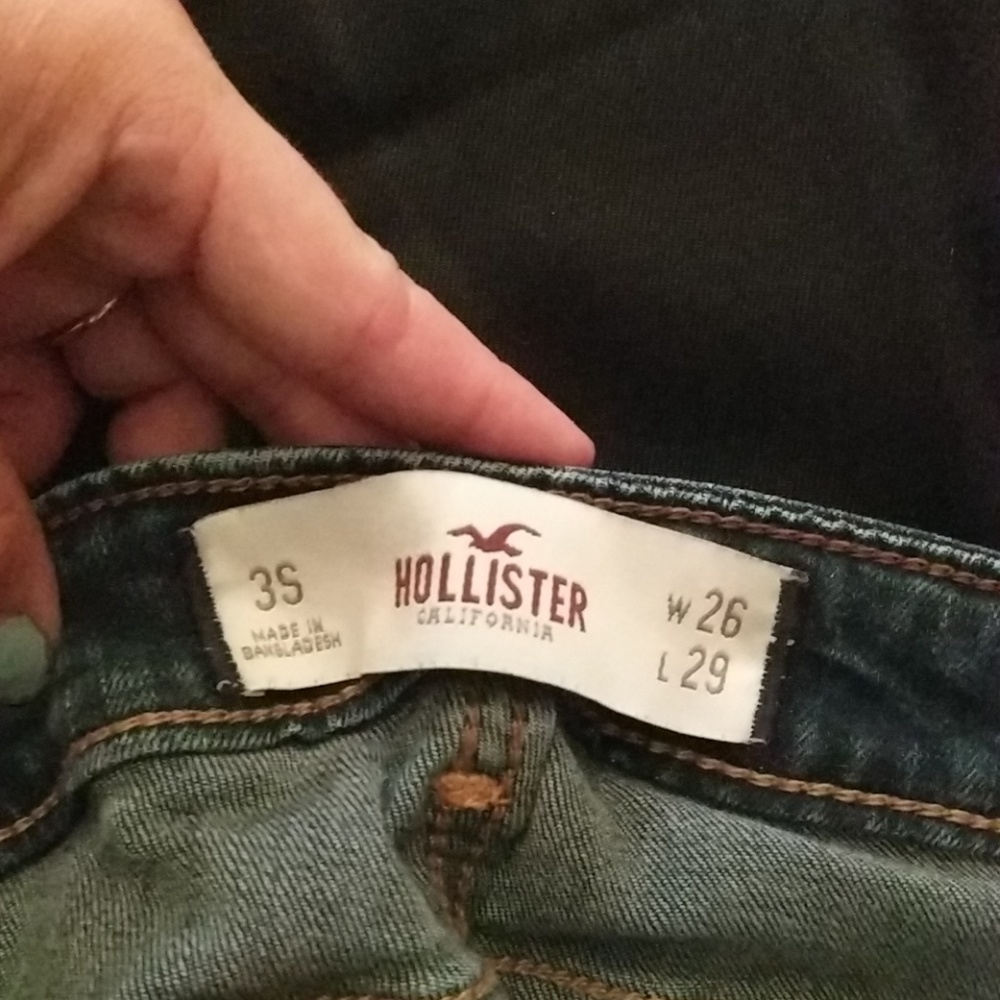 3S
MADE IN
BANGLADESH
HOLLISTER
CALIFORNIA
W 26
L 29